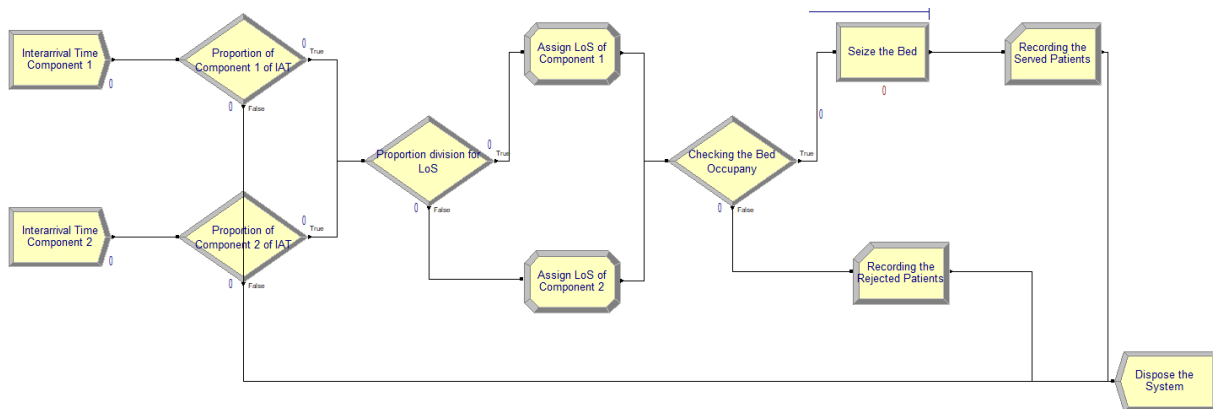 Interarrival Time
Component 1
0
Proportion of
Component 1 of IAT
0
True
0
False
Interarrival Time
Component 2
0
Proportion of
Component 2 of IAT
0
True
0
False
Proportion division for
LoS
0
True
0
False
Assign LoS of
Component 1
Assign LoS of
Component 2
Checking the Bed
Occupany
True
0
0
False
Seize the Bed
0
Recording the
Served Patients
Recording the
Rejected Patients
Dispose the
System